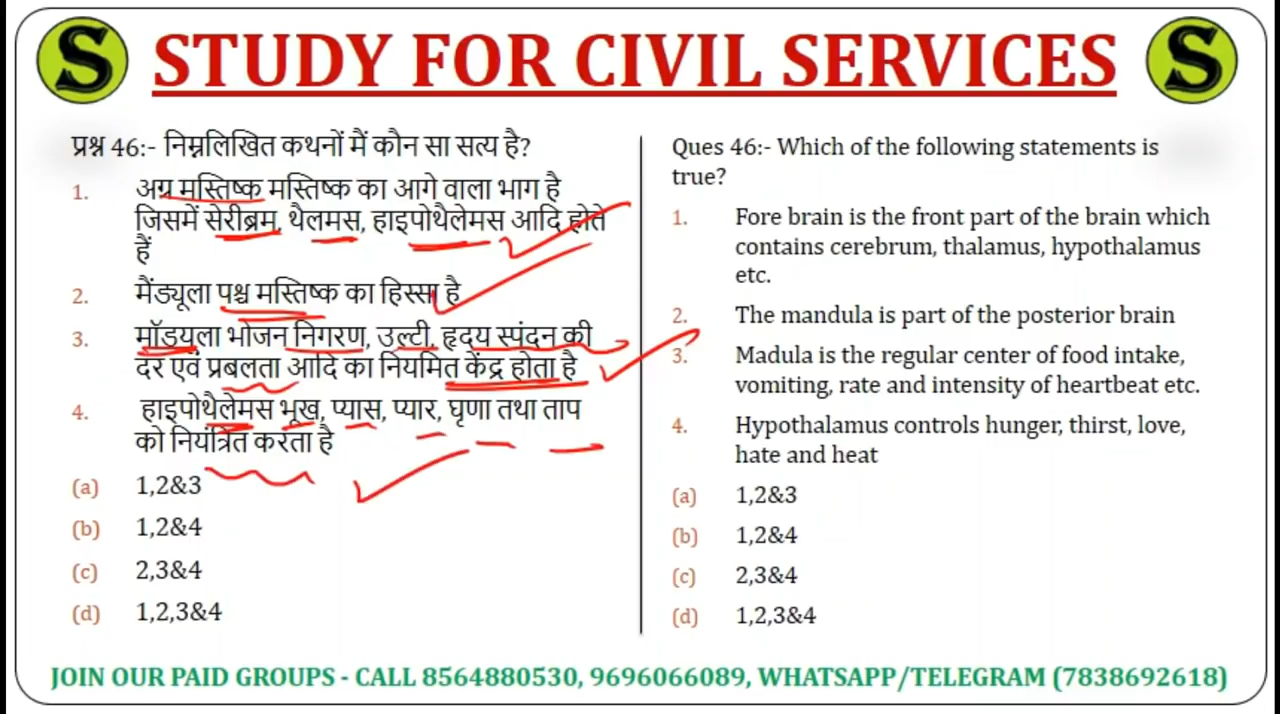 S STUDY FOR CIVIL SERVICES S
प्रश्न 46:- निम्नलिखित कथनों मैं कौन सा सत्य है?
1. अग्र मस्तिष्क मस्तिष्क का आगे वाला भाग है
जिसमें सेरीब्रम, थैलमस, हाइपोथैलेमस आदि होते
हैं
2. मैंड्यूला पश्च मस्तिष्क का हिस्सा है
3. मॉडयूला भोजन निगरण, उल्टी, हृदय स्पंदन की
दर एवं प्रबलता आदि का नियमित केंद्र होता है
4. हाइपोथैलेमस भूख, प्यास, प्यार, घृणा तथा ताप
को नियंत्रित करता है
(a) 1,2&3
(b) 1,2&4
(c) 2,3&4
(d) 1,2,3&4
Ques 46:- Which of the following statements is
true?
1. Fore brain is the front part of the brain which
contains cerebrum, thalamus, hypothalamus
etc.
2. The mandula is part of the posterior brain
3. Madula is the regular center of food intake,
vomiting, rate and intensity of heartbeat etc.
4. Hypothalamus controls hunger, thirst, love,
hate and heat
(a) 1,2&3
(b) 1,2&4
(c) 2,3&4
(d) 1,2,3&4
JOIN OUR PAID GROUPS - CALL 8564880530, 9696066089, WHATSAPP/TELEGRAM (7838692618)